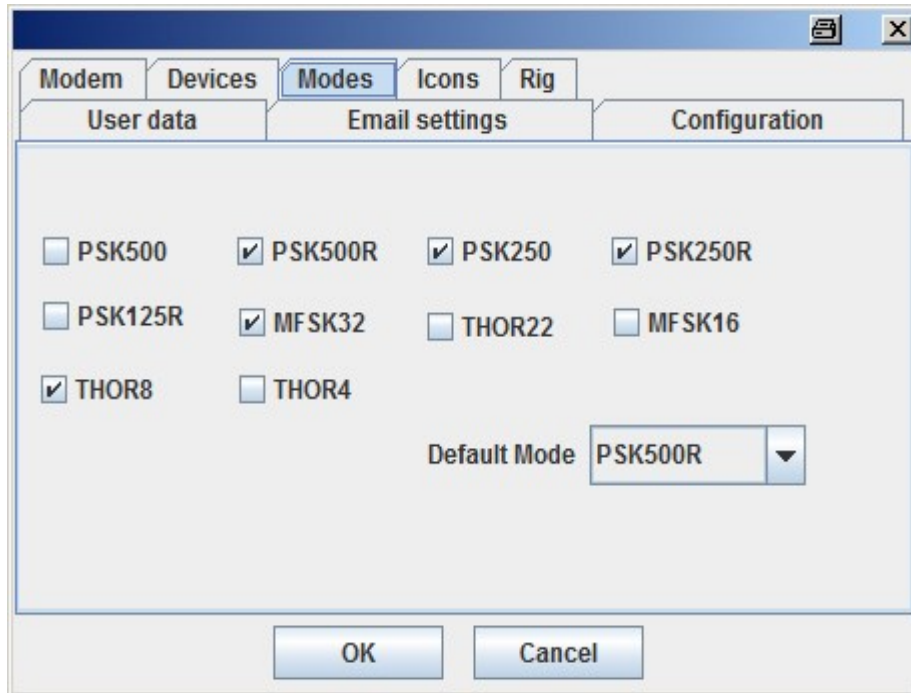 Modem Devices Modes Icons Rig
User data Email settings Configuration
PSK500 PSK500R PSK250 PSK250R
PSK125R MFSK32 THOR22 MFSK16
THOR8 THOR4
Default Mode PSK500R
OK Cancel